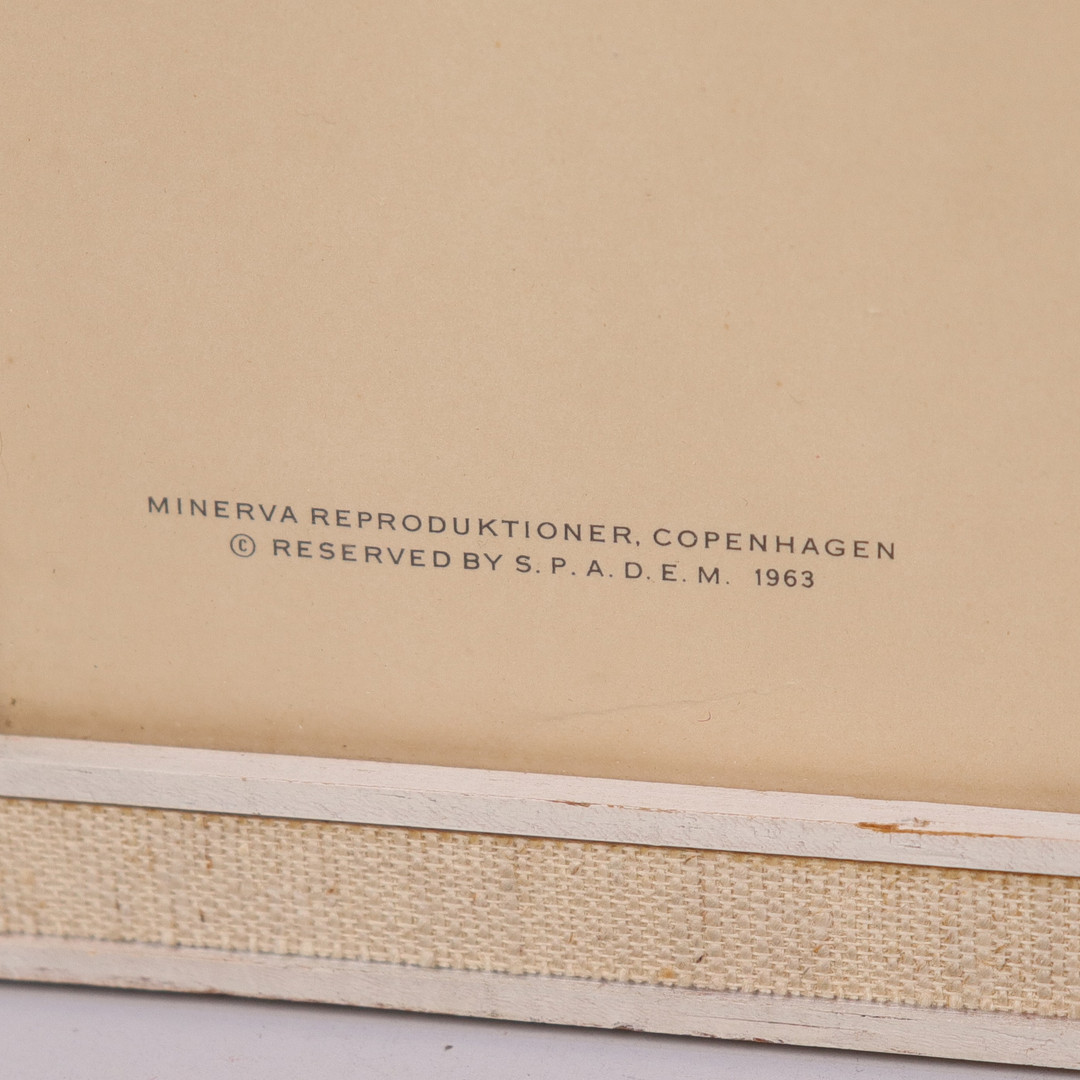 MINERVA REPRODUKTIONER, COPENHAGEN
© RESERVED BY S. P. A. D. E. M. 1963